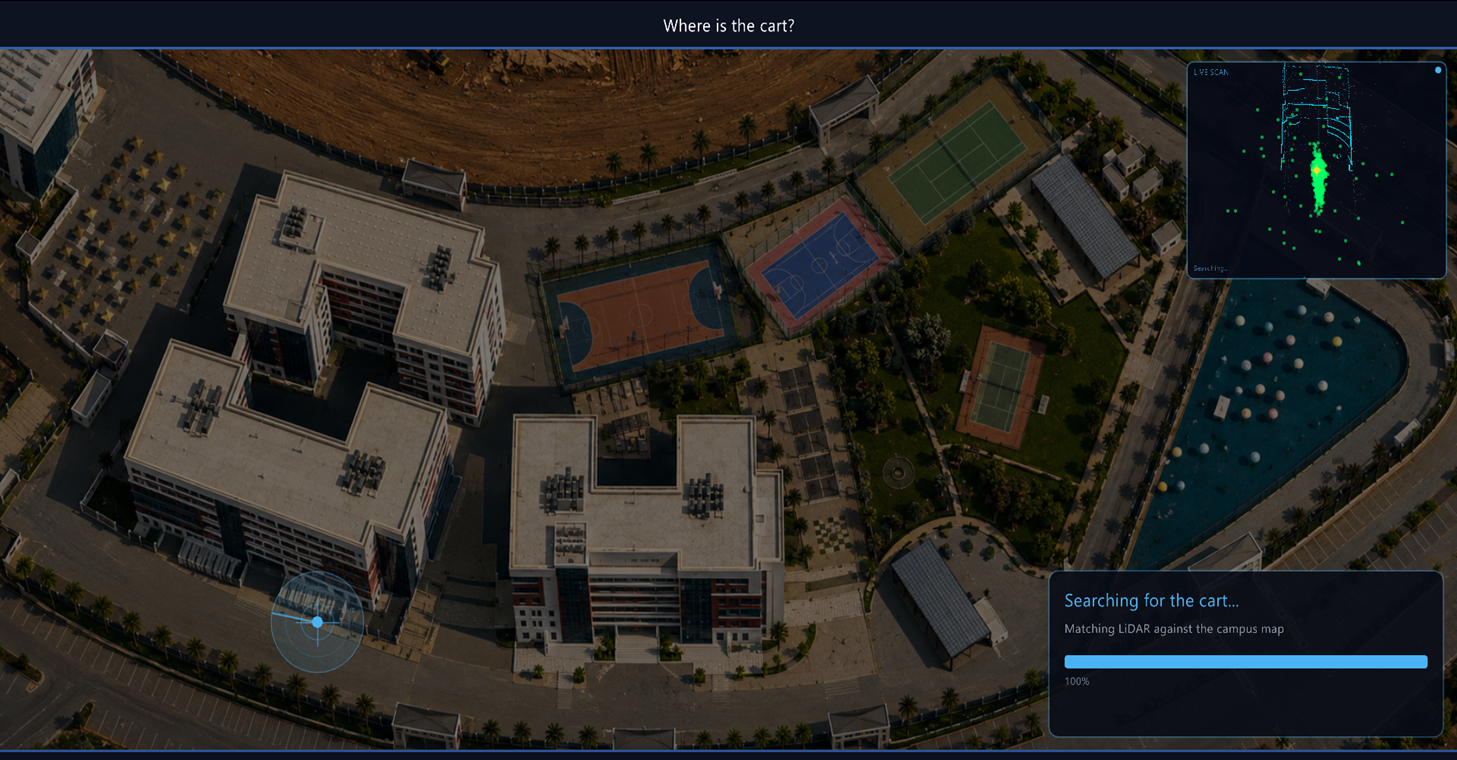 Where is the cart?
LIVE SCAN
Searching...
Searching for the cart...
Matching LiDAR against the campus map
100%